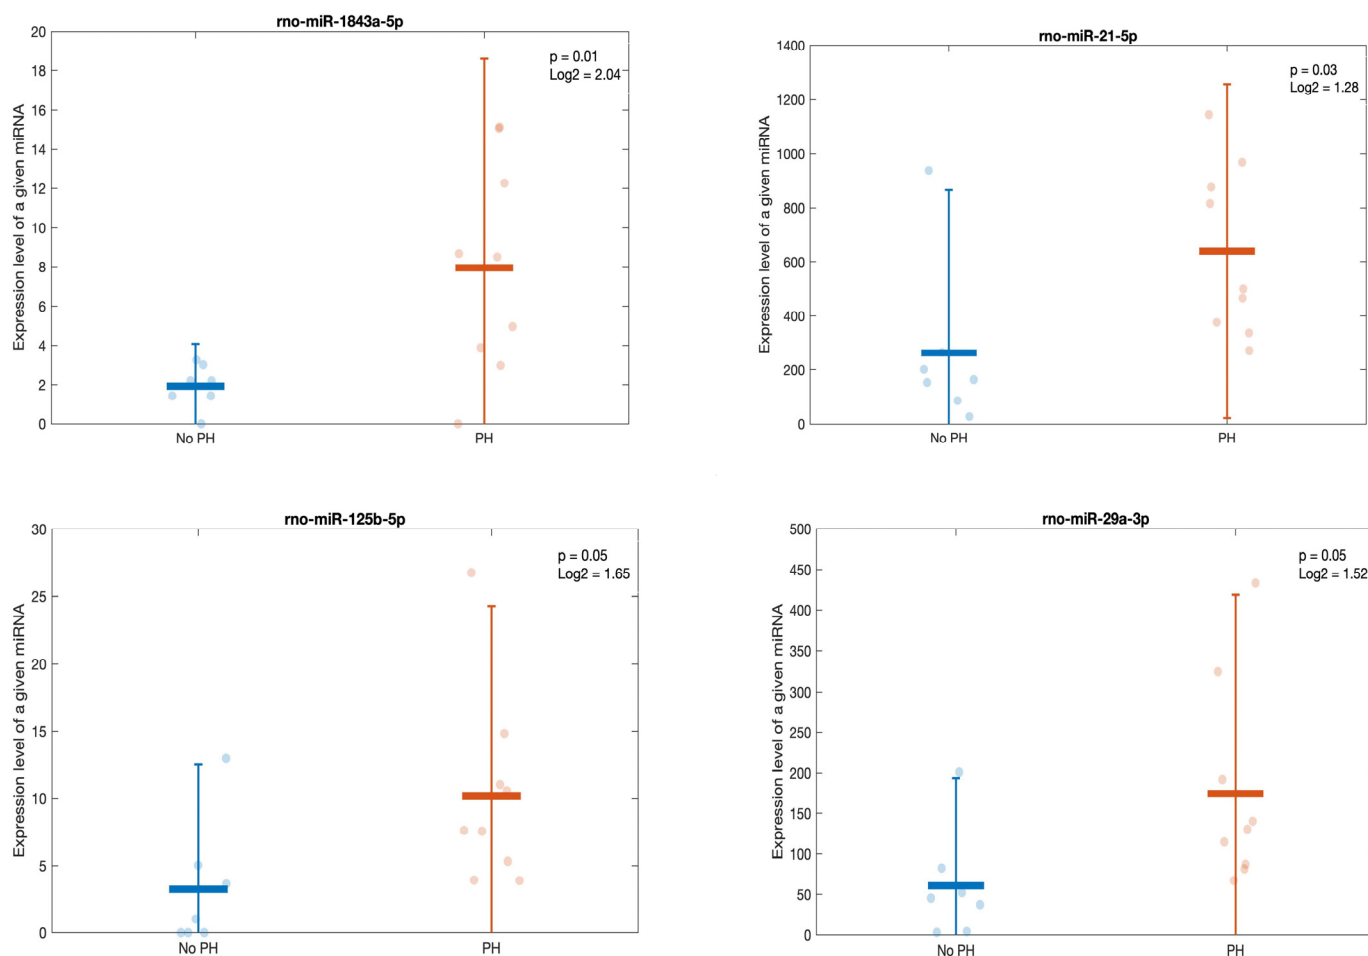 rno-miR-1843a-5p
p = 0.01
Log2 = 2.04
Expression level of a given miRNA
20
18
16
14
12
10
8
6
4
2
0
No PH
PH
rno-miR-21-5p
p = 0.03
Log2 = 1.28
Expression level of a given miRNA
1400
1200
1000
800
600
400
200
0
No PH
PH
rno-miR-125b-5p
p = 0.05
Log2 = 1.65
Expression level of a given miRNA
30
25
20
15
10
5
0
No PH
PH
rno-miR-29a-3p
p = 0.05
Log2 = 1.52
Expression level of a given miRNA
500
450
400
350
300
250
200
150
100
50
0
No PH
PH